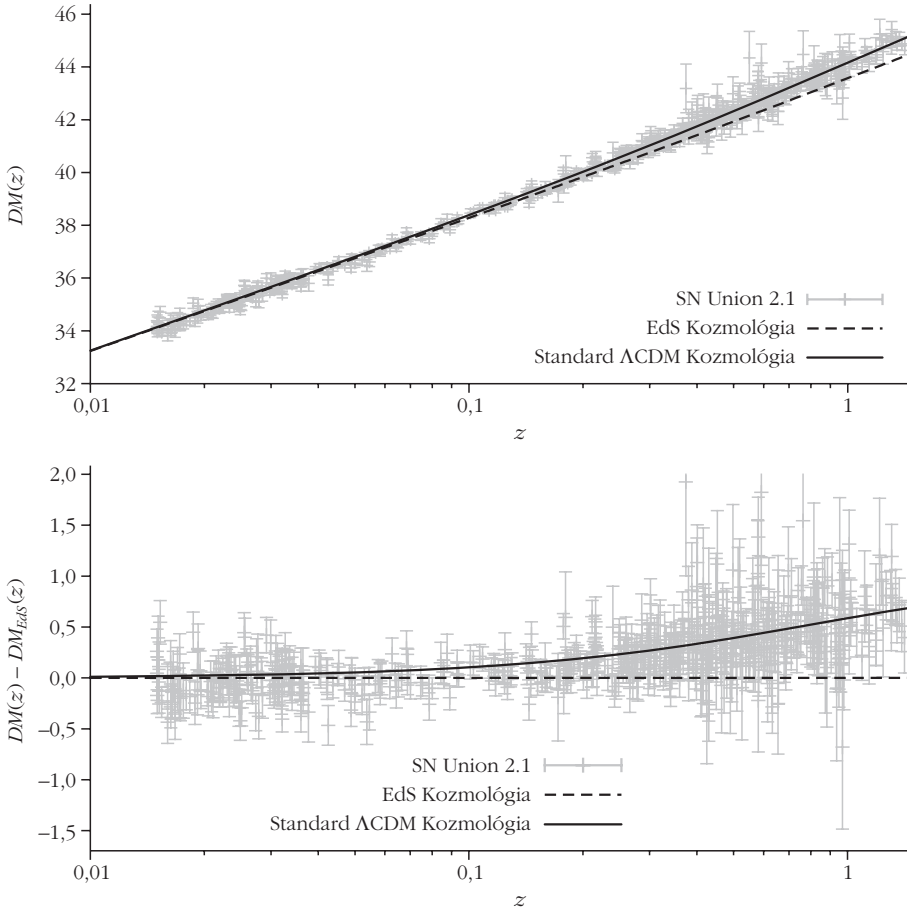 46
44
42
40
38
36
34
32
DM(z)
SN Union 2.1
EdS Kozmológia
Standard ΛCDM Kozmológia
0,01
0,1
1
z
2,0
1,5
1,0
0,5
0,0
−0,5
−1,0
−1,5
DM(z) − DM_EdS(z)
SN Union 2.1
EdS Kozmológia
Standard ΛCDM Kozmológia
0,01
0,1
1
z